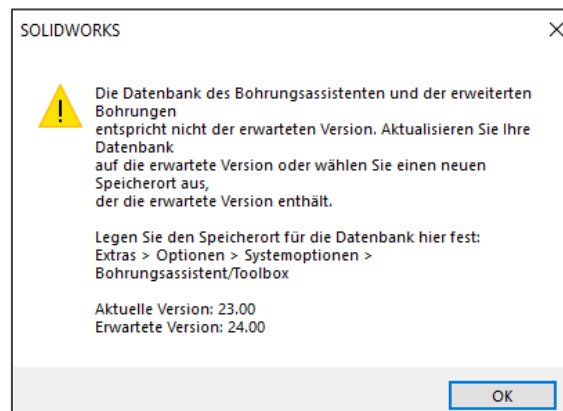 SOLIDWORKS
Die Datenbank des Bohrungsassistenten und der erweiterten
Bohrungen
entspricht nicht der erwarteten Version. Aktualisieren Sie Ihre
Datenbank
auf die erwartete Version oder wählen Sie einen neuen
Speicherort aus,
der die erwartete Version enthält.
Legen Sie den Speicherort für die Datenbank hier fest:
Extras > Optionen > Systemoptionen >
Bohrungsassistent/Toolbox
Aktuelle Version: 23.00
Erwartete Version: 24.00
OK